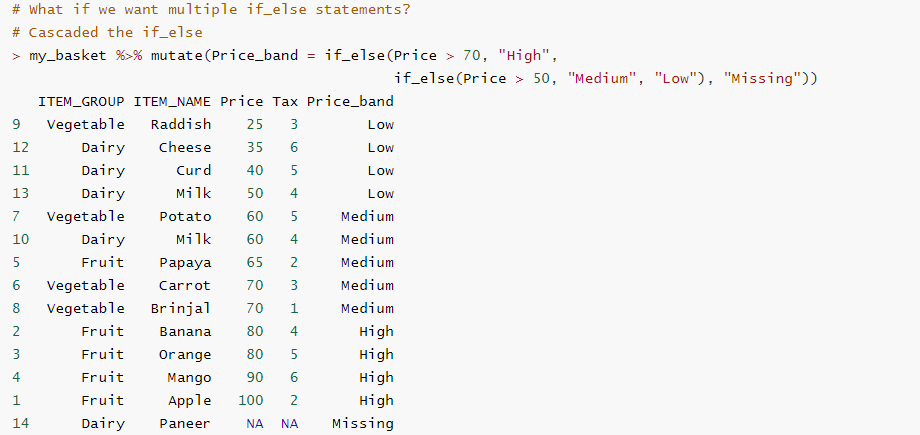 # What if we want multiple if_else statements?
# Cascaded the if_else
> my_basket %>% mutate(Price_band = if_else(Price > 70, "High",
if_else(Price > 50, "Medium", "Low"), "Missing"))
ITEM_GROUP ITEM_NAME Price Tax Price_band
9 Vegetable Raddish 25 3 Low
12 Dairy Cheese 35 6 Low
11 Dairy Curd 40 5 Low
13 Dairy Milk 50 4 Low
7 Vegetable Potato 60 5 Medium
10 Dairy Milk 60 4 Medium
5 Fruit Papaya 65 2 Medium
6 Vegetable Carrot 70 3 Medium
8 Vegetable Brinjal 70 1 Medium
2 Fruit Banana 80 4 High
3 Fruit Orange 80 5 High
4 Fruit Mango 90 6 High
1 Fruit Apple 100 2 High
14 Dairy Paneer NA NA Missing